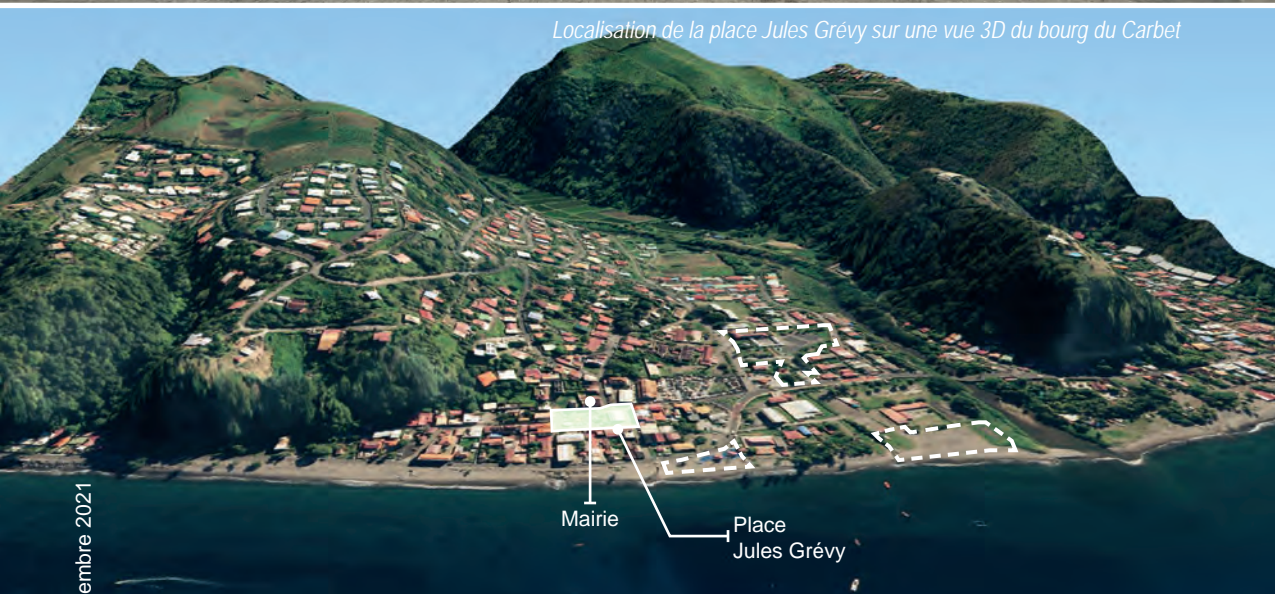 Localisation de la place Jules Grévy sur une vue 3D du bourg du Carbet
Mairie
Place
Jules Grévy
embre 2021